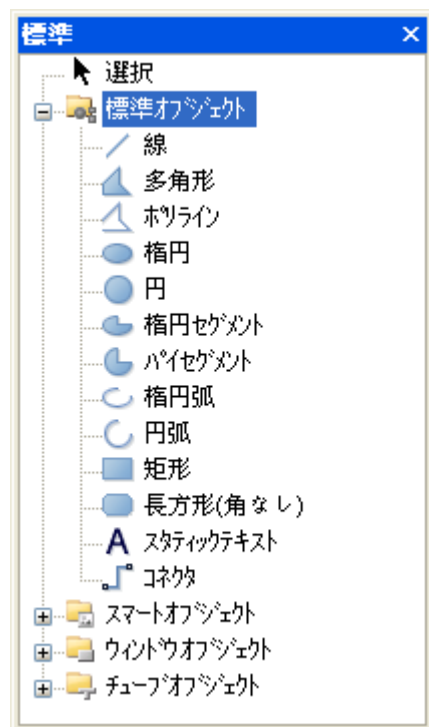 標準
選択
標準オブジェクト
線
多角形
ポリライン
楕円
円
楕円セグメント
パイセグメント
楕円弧
円弧
矩形
長方形(角なし)
スタティックテキスト
コネクタ
スマートオブジェクト
ウィンドウオブジェクト
チューブオブジェクト